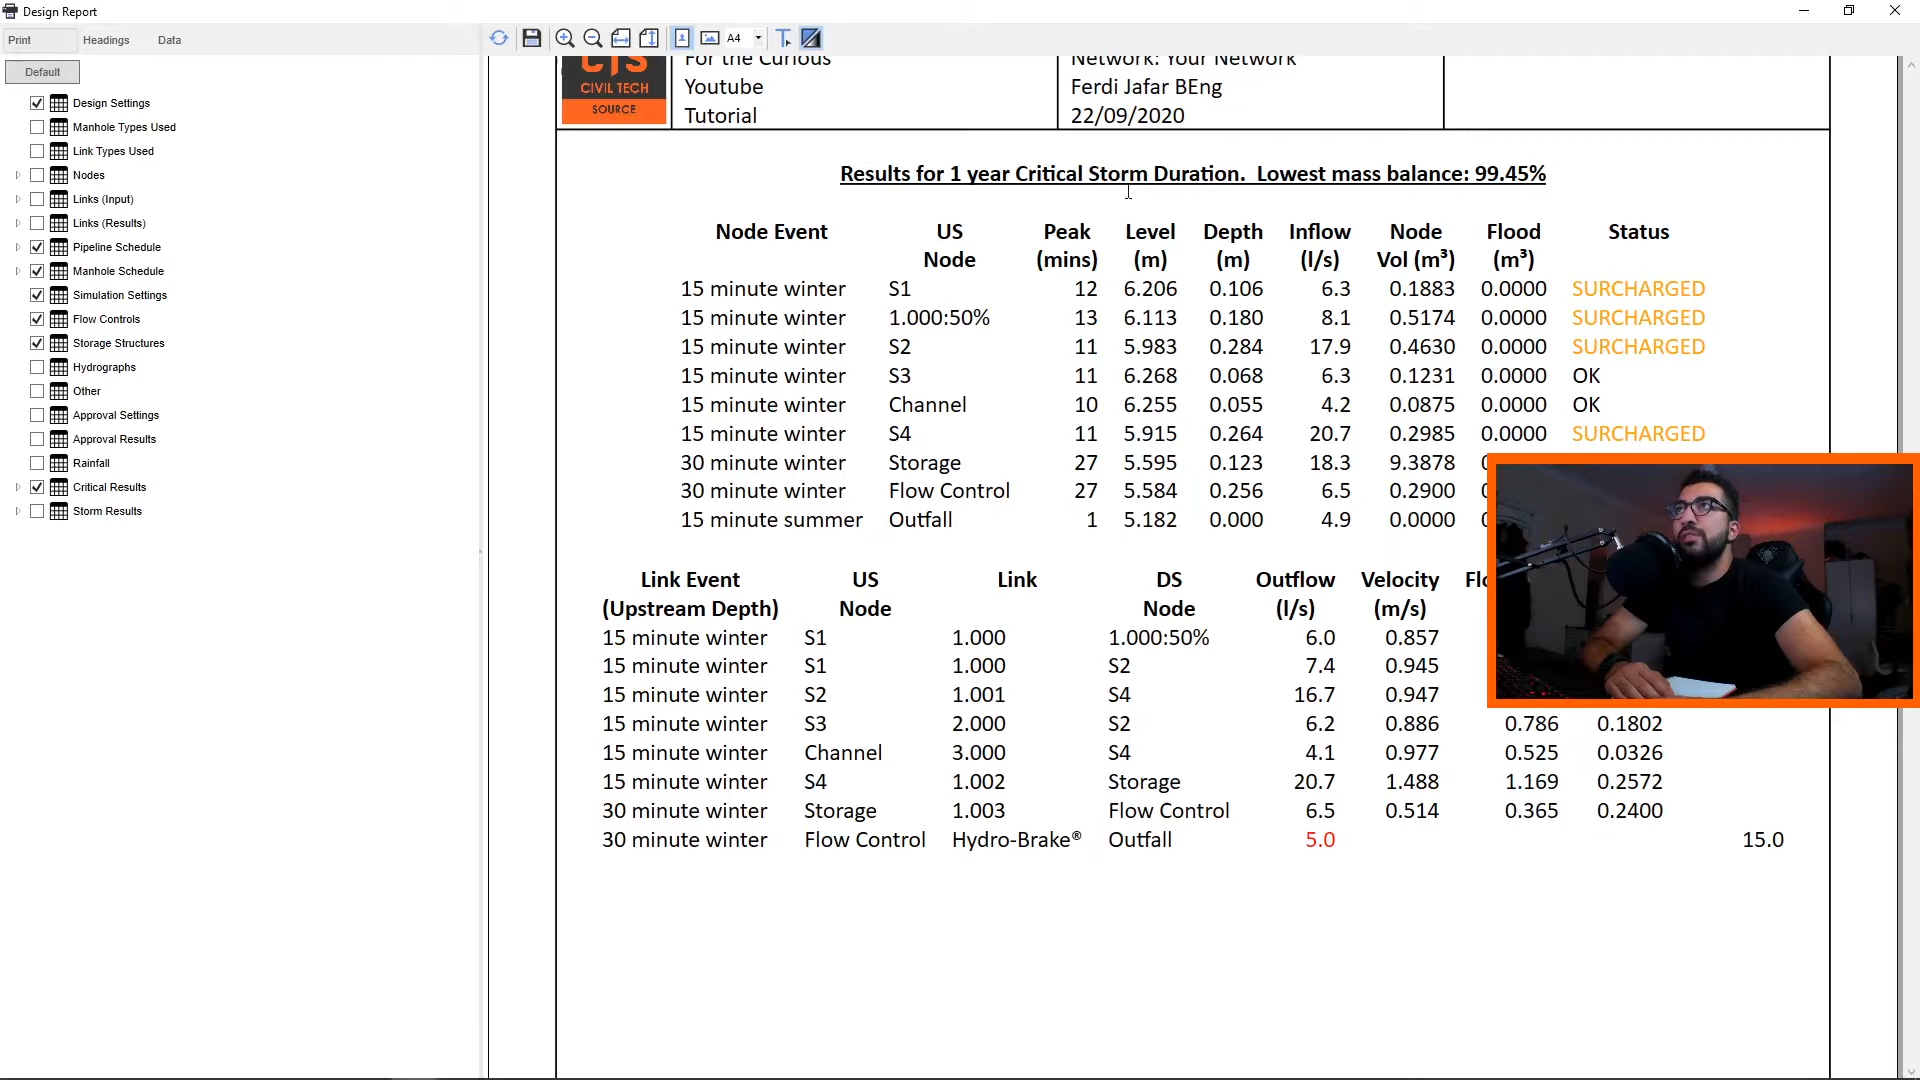 Design Report
Print Headings Data
A4
Default
Design Settings
Manhole Types Used
Link Types Used
Nodes
Links (Input)
Links (Results)
Pipeline Schedule
Manhole Schedule
Simulation Settings
Flow Controls
Storage Structures
Hydrographs
Other
Approval Settings
Approval Results
Rainfall
Critical Results
Storm Results
CTS
CIVIL TECH
SOURCE
For the Curious
Youtube
Tutorial
Network: Your Network
Ferdi Jafar BEng
22/09/2020
Results for 1 year Critical Storm Duration. Lowest mass balance: 99.45%
Node Event US Peak Level Depth Inflow Node Flood Status
Node (mins) (m) (m) (l/s) Vol (m³) (m³)
15 minute winter S1 12 6.206 0.106 6.3 0.1883 0.0000 SURCHARGED
15 minute winter 1.000:50% 13 6.113 0.180 8.1 0.5174 0.0000 SURCHARGED
15 minute winter S2 11 5.983 0.284 17.9 0.4630 0.0000 SURCHARGED
15 minute winter S3 11 6.268 0.068 6.3 0.1231 0.0000 OK
15 minute winter Channel 10 6.255 0.055 4.2 0.0875 0.0000 OK
15 minute winter S4 11 5.915 0.264 20.7 0.2985 0.0000 SURCHARGED
30 minute winter Storage 27 5.595 0.123 18.3 9.3878
30 minute winter Flow Control 27 5.584 0.256 6.5 0.2900
15 minute summer Outfall 1 5.182 0.000 4.9 0.0000
Link Event US Link DS Outflow Velocity
(Upstream Depth) Node Node (l/s) (m/s)
15 minute winter S1 1.000 1.000:50% 6.0 0.857
15 minute winter S1 1.000 S2 7.4 0.945
15 minute winter S2 1.001 S4 16.7 0.947
15 minute winter S3 2.000 S2 6.2 0.886 0.786 0.1802
15 minute winter Channel 3.000 S4 4.1 0.977 0.525 0.0326
15 minute winter S4 1.002 Storage 20.7 1.488 1.169 0.2572
30 minute winter Storage 1.003 Flow Control 6.5 0.514 0.365 0.2400
30 minute winter Flow Control Hydro-Brake® Outfall 5.0 15.0